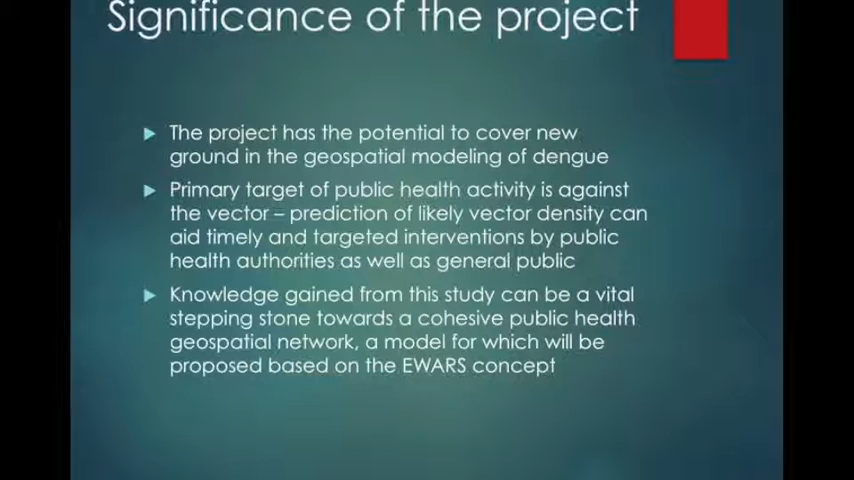 Significance of the project
The project has the potential to cover new
ground in the geospatial modeling of dengue
Primary target of public health activity is against
the vector – prediction of likely vector density can
aid timely and targeted interventions by public
health authorities as well as general public
Knowledge gained from this study can be a vital
stepping stone towards a cohesive public health
geospatial network, a model for which will be
proposed based on the EWARS concept